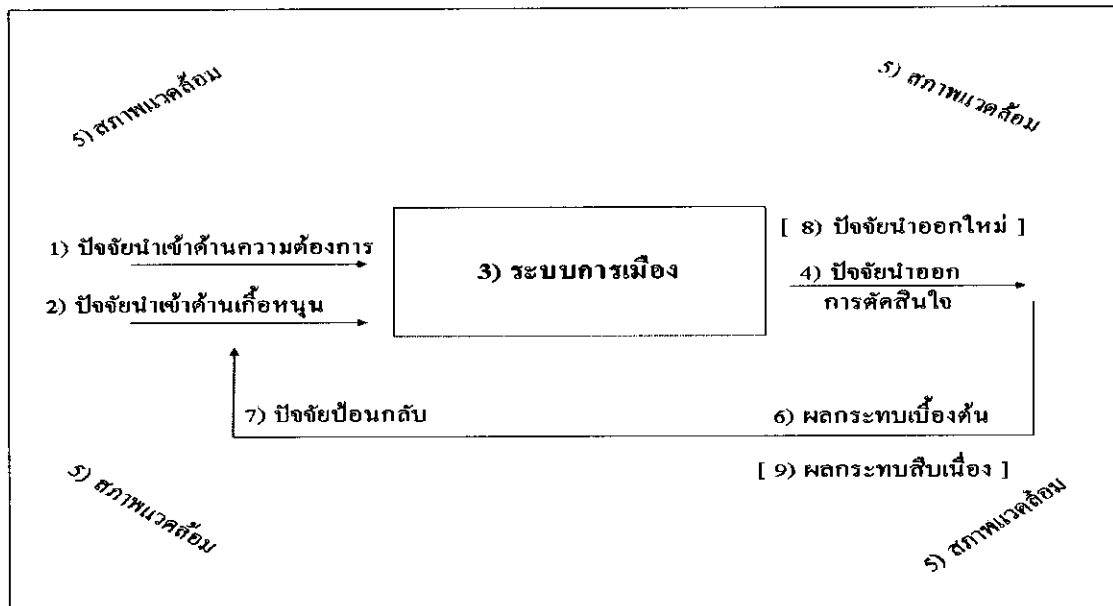 5) สภาพแวดล้อม
5) สภาพแวดล้อม
[ 8) ปัจจัยนำออกใหม่ ]
1) ปัจจัยนำเข้าด้านความต้องการ
3) ระบบการเมือง
4) ปัจจัยนำออก
การตัดสินใจ
2) ปัจจัยนำเข้าด้านเกื้อหนุน
7) ปัจจัยป้อนกลับ
6) ผลกระทบเบื้องต้น
[ 9) ผลกระทบสืบเนื่อง ]
5) สภาพแวดล้อม
5) สภาพแวดล้อม